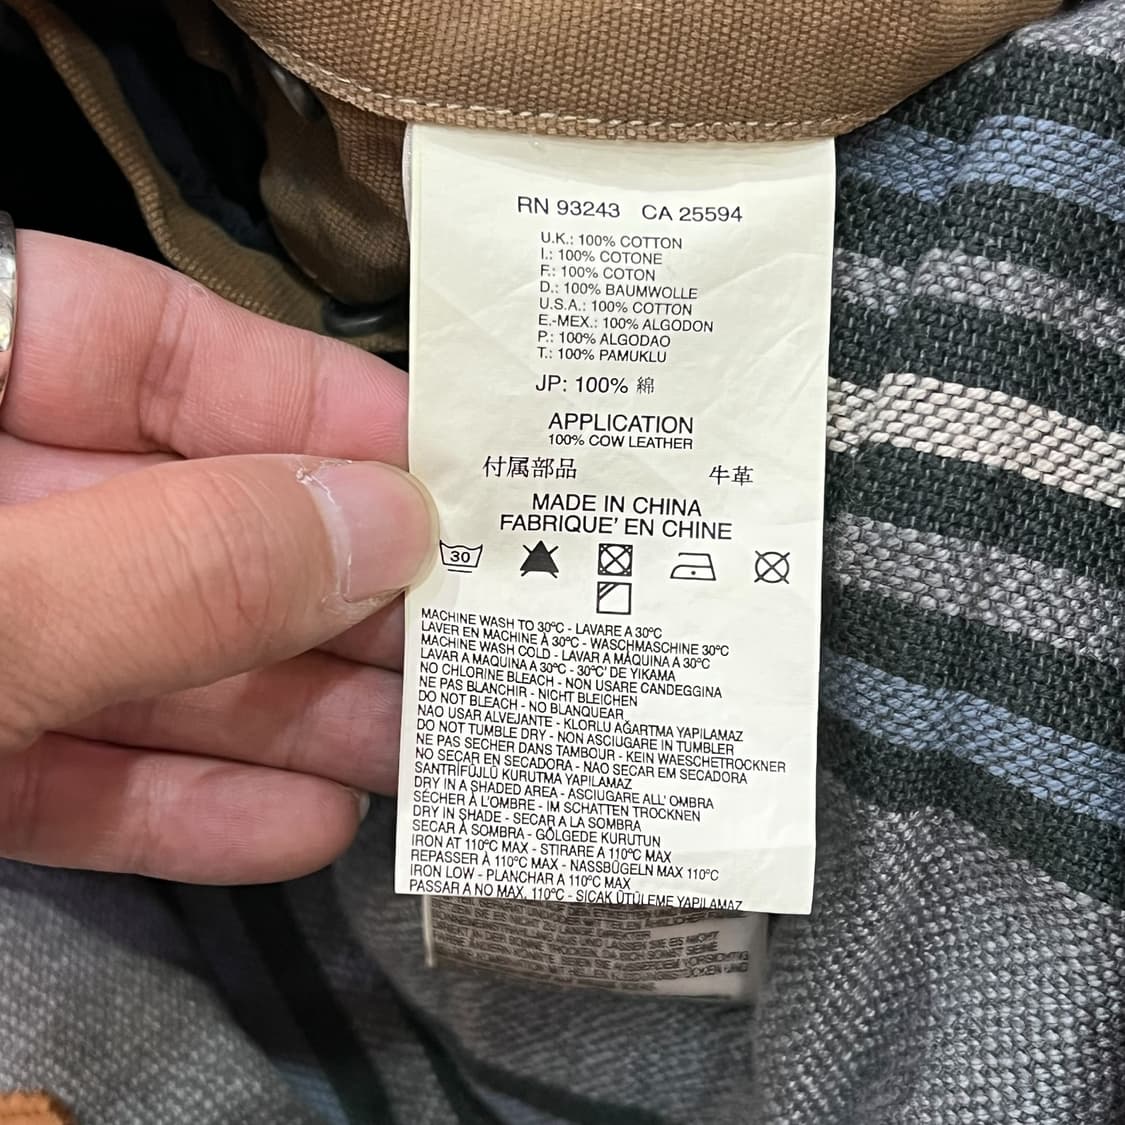 RN 93243 CA 25594
U.K.: 100% COTTON
I.: 100% COTONE
F.: 100% COTON
D.: 100% BAUMWOLLE
U.S.A.: 100% COTTON
E.-MEX.: 100% ALGODON
P.: 100% ALGODAO
T.: 100% PAMUKLU
JP: 100% 綿
APPLICATION
100% COW LEATHER
付属部品 牛革
MADE IN CHINA
FABRIQUE' EN CHINE
30
MACHINE WASH TO 30°C - LAVARE A 30°C
LAVER EN MACHINE À 30°C - WASCHMASCHINE 30°C
MACHINE WASH COLD - LAVAR A MÁQUINA A 30°C
LAVAR A MAQUINA A 30°C - 30°C' DE YIKAMA
NO CHLORINE BLEACH - NON USARE CANDEGGINA
NE PAS BLANCHIR - NICHT BLEICHEN
DO NOT BLEACH - NO BLANQUEAR
NAO USAR ALVEJANTE - KLORLU AĞARTMA YAPILAMAZ
DO NOT TUMBLE DRY - NON ASCIUGARE IN TUMBLER
NE PAS SECHER DANS TAMBOUR - KEIN WAESCHETROCKNER
NO SECAR EN SECADORA - NAO SECAR EM SECADORA
SANTRİFÜJLÜ KURUTMA YAPILAMAZ
DRY IN A SHADED AREA - ASCIUGARE ALL' OMBRA
SÉCHER À L'OMBRE - IM SCHATTEN TROCKNEN
DRY IN SHADE - SECAR A LA SOMBRA
SECAR À SOMBRA - GÖLGEDE KURUTUN
IRON AT 110°C MAX - STIRARE A 110°C MAX
REPASSER À 110°C MAX - NASSBÜGELN MAX 110°C
IRON LOW - PLANCHAR A 110°C MAX
PASSAR A NO MAX. 110°C - SICAK ÜTÜLEME YAPILAMAZ